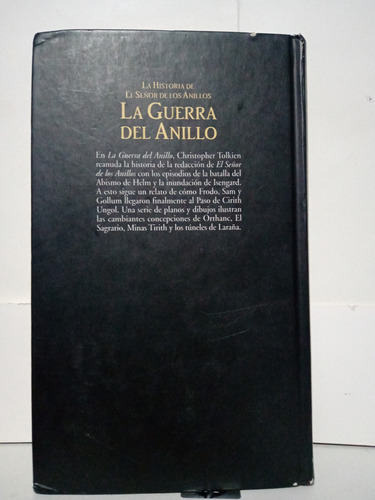 La Historia de
El Señor de los Anillos
La Guerra
del Anillo
En La Guerra del Anillo, Christopher Tolkien
reanuda la historia de la redacción de El Señor
de los Anillos con los episodios de la batalla del
Abismo de Helm y la inundación de Isengard.
A esto sigue un relato de cómo Frodo, Sam y
Gollum llegaron finalmente al Paso de Cirith
Ungol. Una serie de planos y dibujos ilustran
las cambiantes concepciones de Orthanc, El
Sagrario, Minas Tirith y los túneles de Laraña.